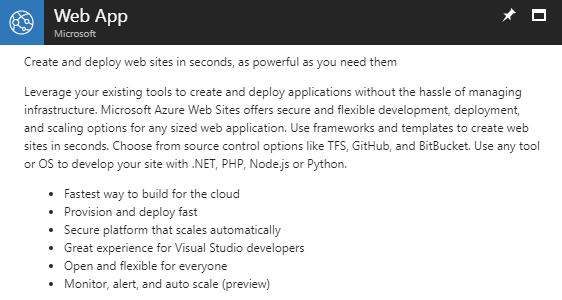 Web App
Microsoft
Create and deploy web sites in seconds, as powerful as you need them
Leverage your existing tools to create and deploy applications without the hassle of managing
infrastructure. Microsoft Azure Web Sites offers secure and flexible development, deployment,
and scaling options for any sized web application. Use frameworks and templates to create web
sites in seconds. Choose from source control options like TFS, GitHub, and BitBucket. Use any tool
or OS to develop your site with .NET, PHP, Node.js or Python.
• Fastest way to build for the cloud
• Provision and deploy fast
• Secure platform that scales automatically
• Great experience for Visual Studio developers
• Open and flexible for everyone
• Monitor, alert, and auto scale (preview)